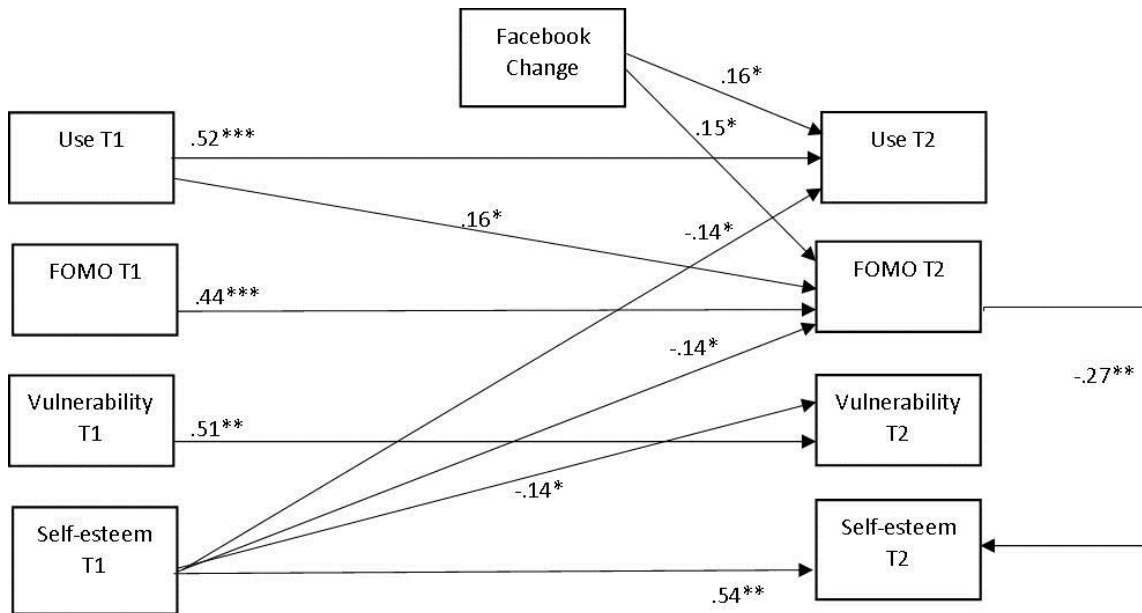 Facebook
Change
.16*
Use T1
.52***
.15*
Use T2
.16*
-.14*
FOMO T1
FOMO T2
.44***
-.14*
-.27**
Vulnerability
T1
.51**
Vulnerability
T2
-.14*
Self-esteem
T1
Self-esteem
T2
.54**